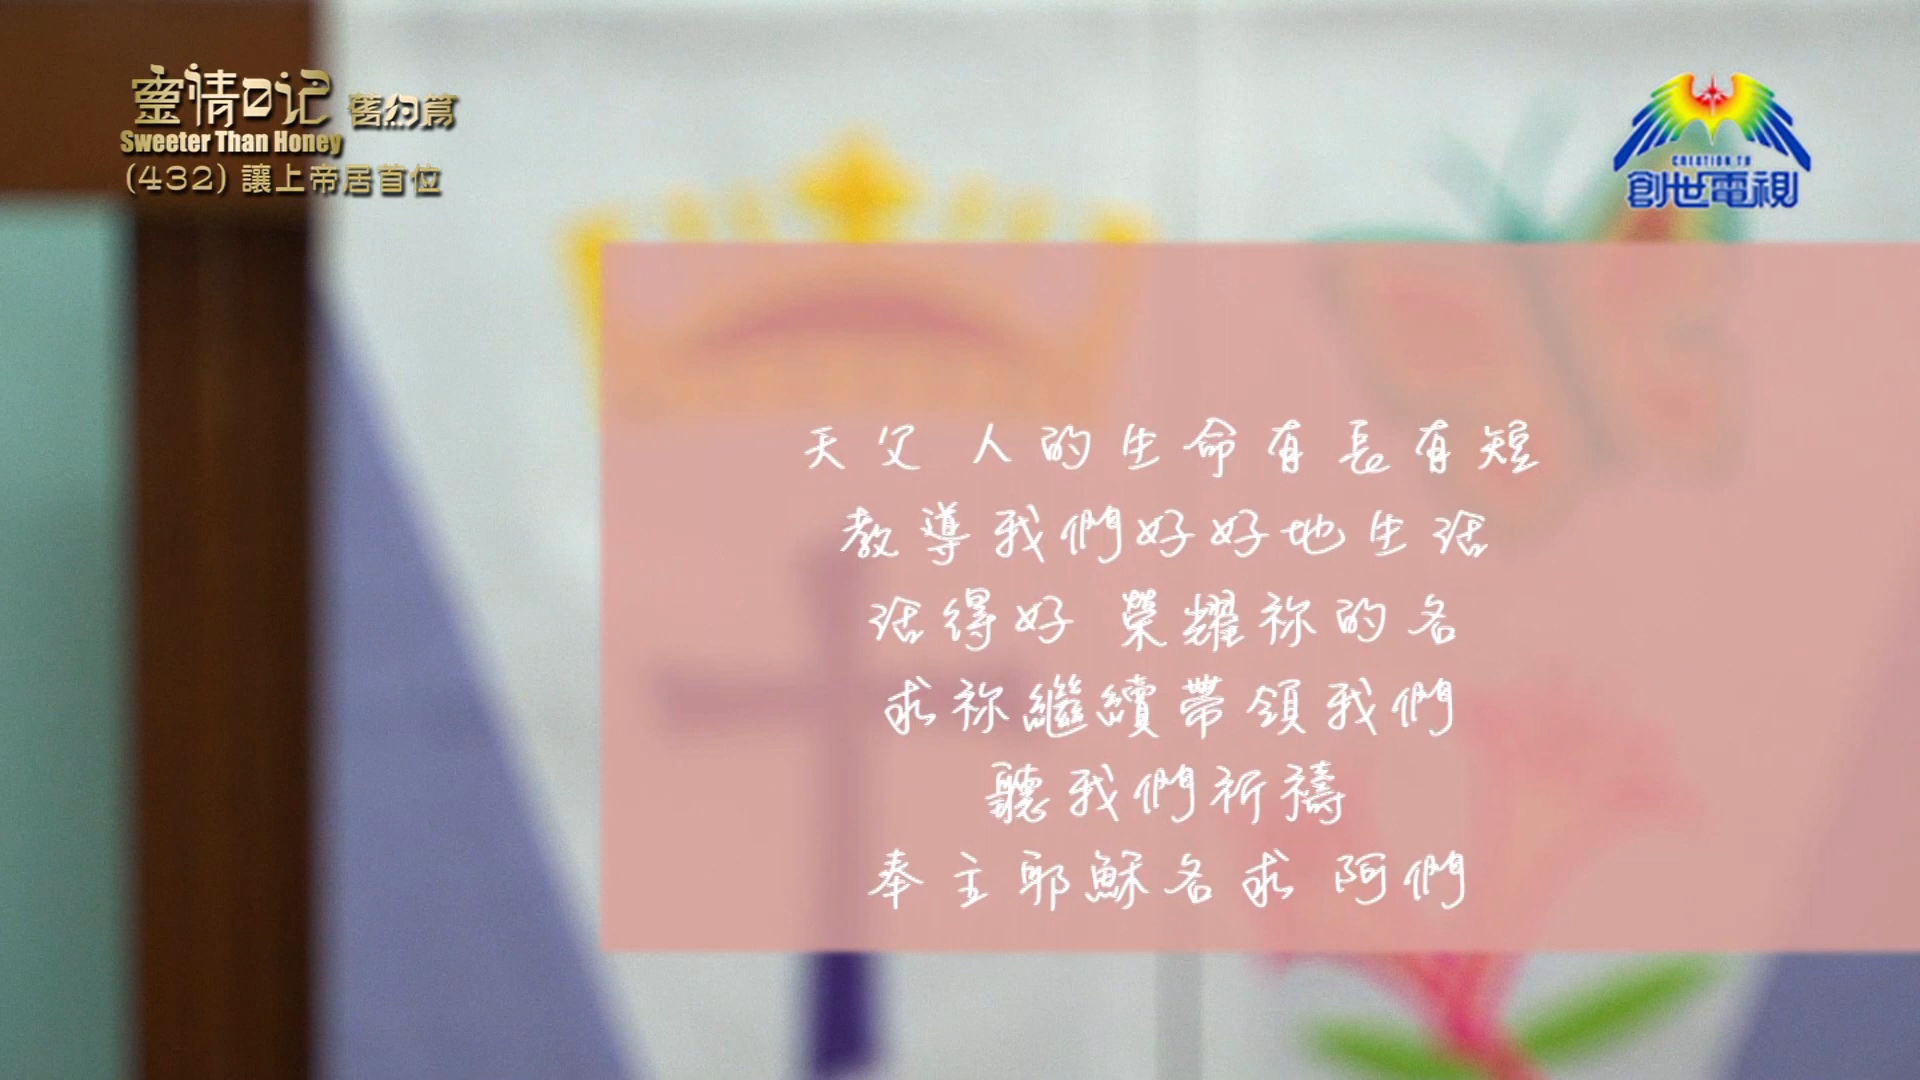 靈情日记 舊約篇
Sweeter Than Honey
(432) 讓上帝居首位
CREATION TV
創世電視
天父 人的生命有長有短
教導我們好好地生活
活得好 榮耀祢的名
求祢繼續帶領我們
聽我們祈禱
奉主耶穌名求 阿們